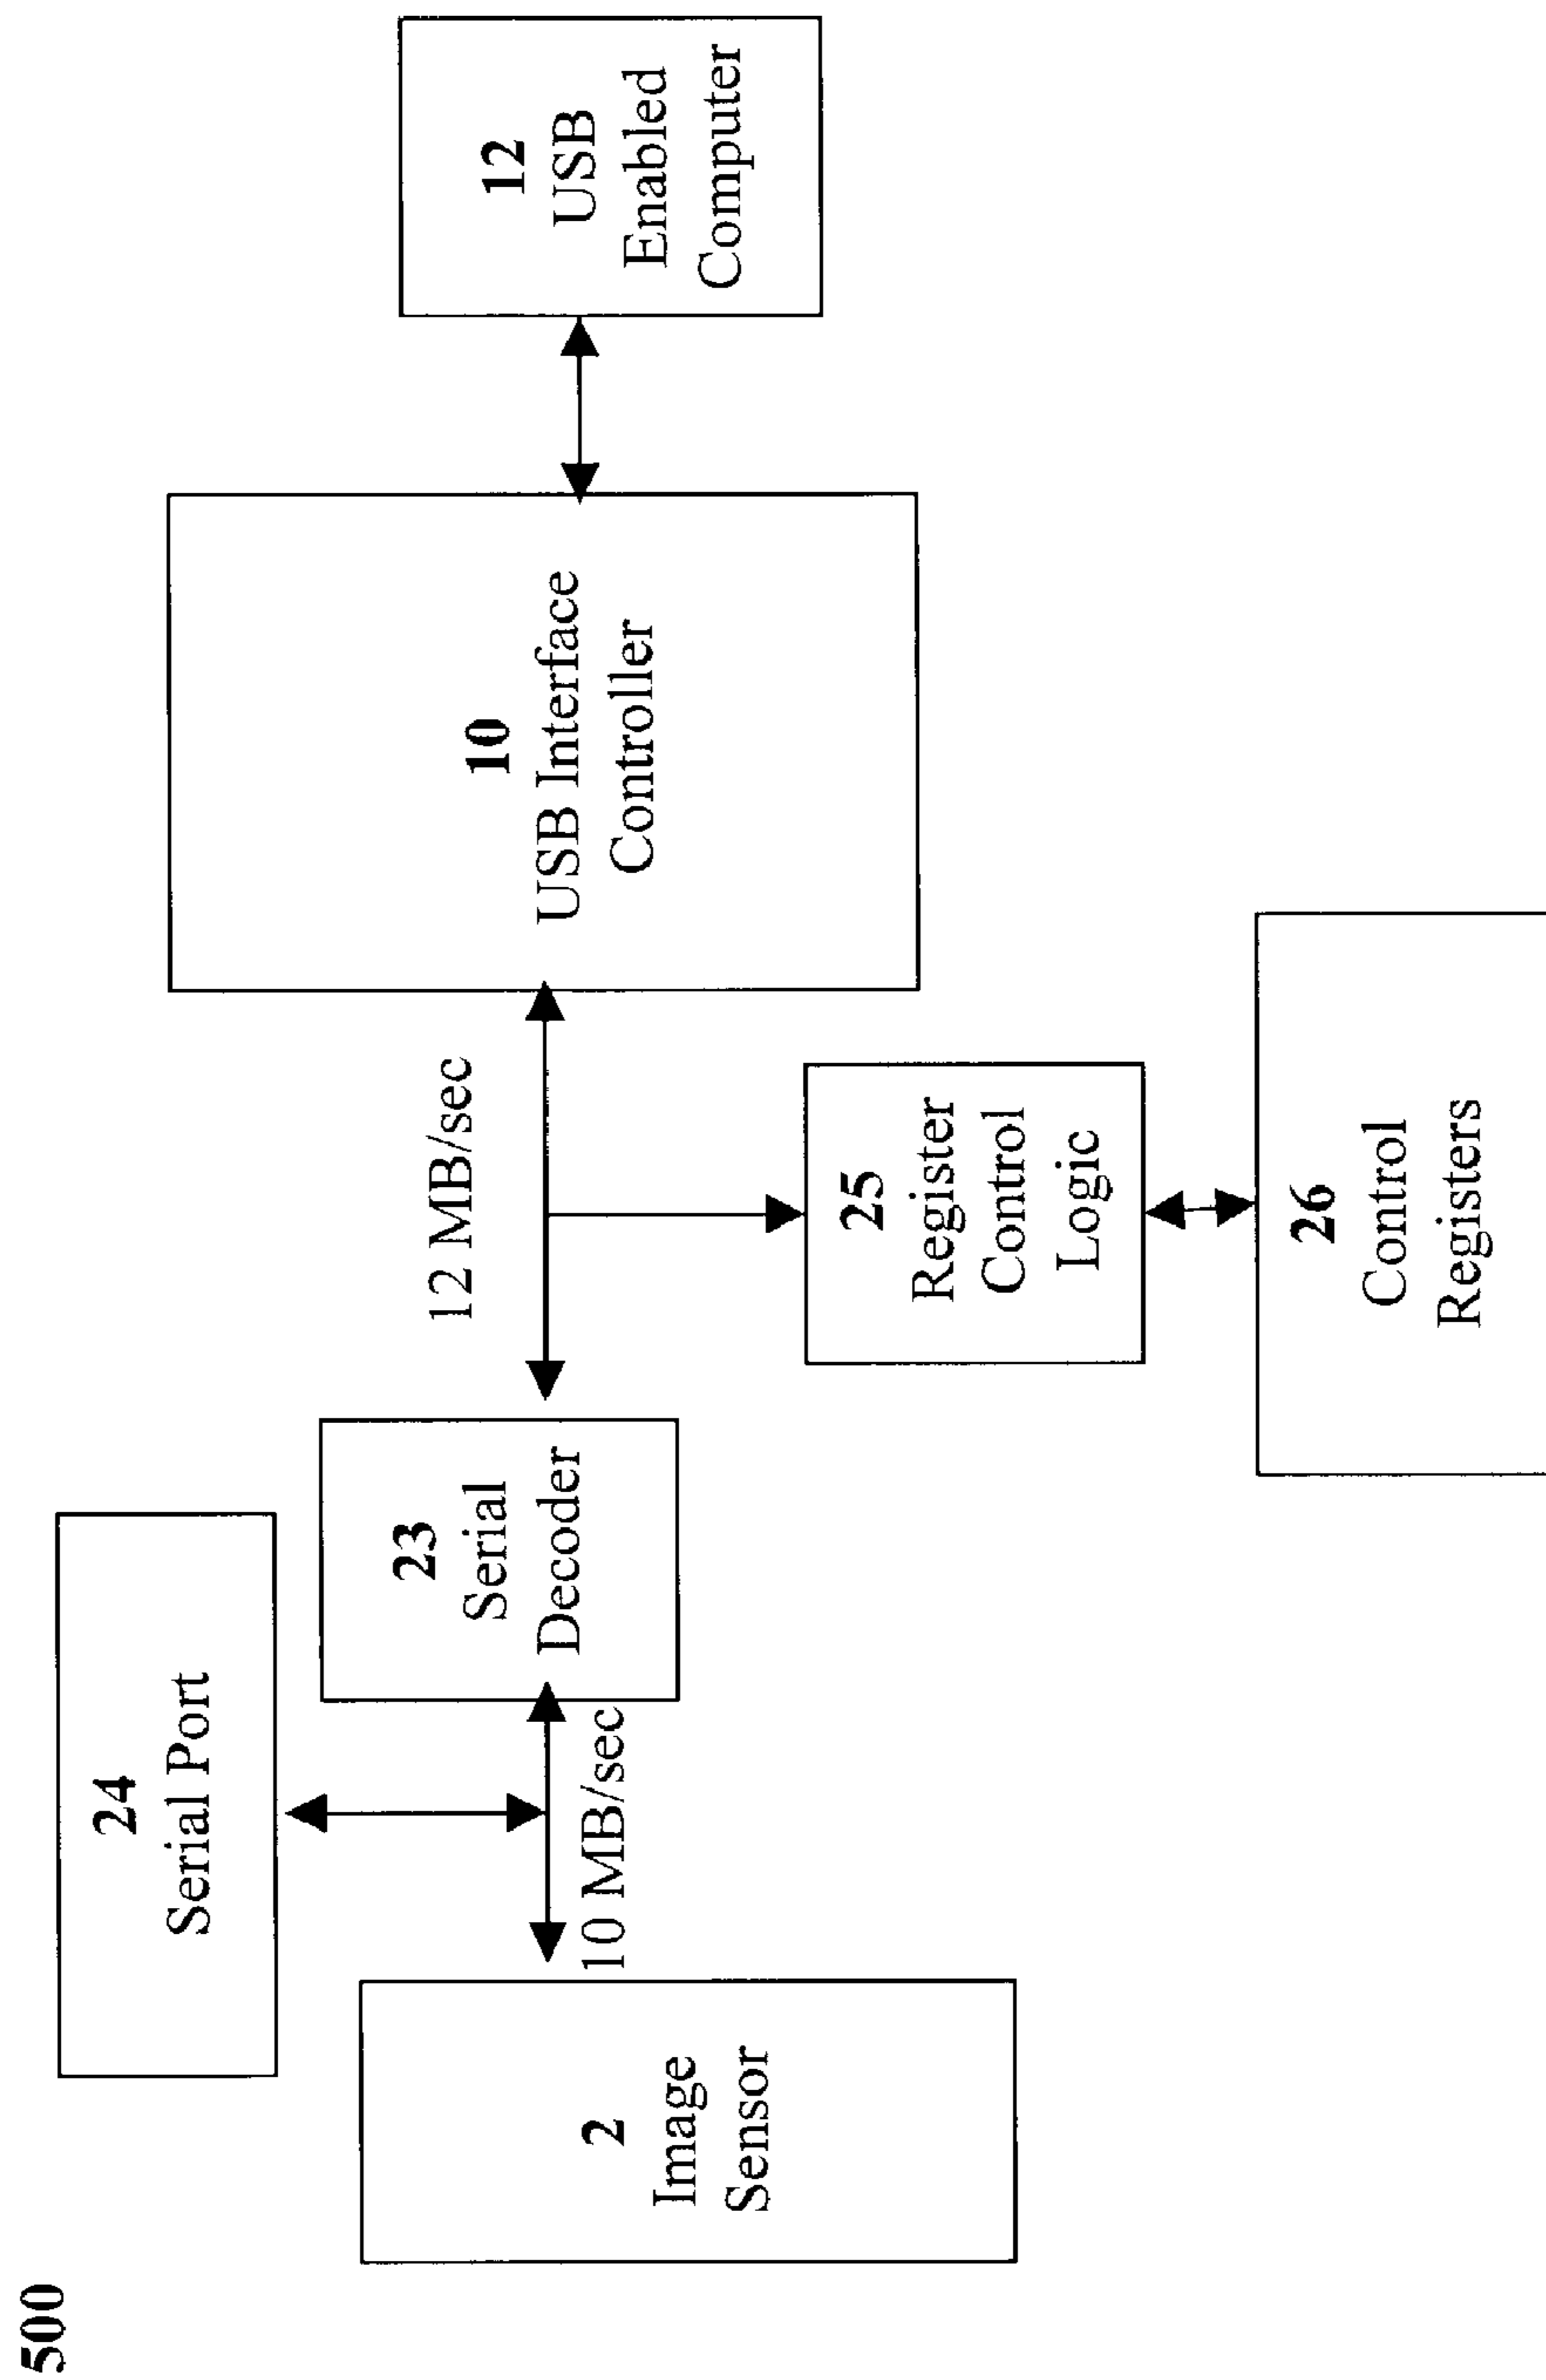 500
24
Serial Port
2
Image
Sensor
10 MB/sec
23
Serial
Decoder
12 MB/sec
10
USB Interface
Controller
12
USB
Enabled
Computer
25
Register
Control
Logic
26
Control
Registers